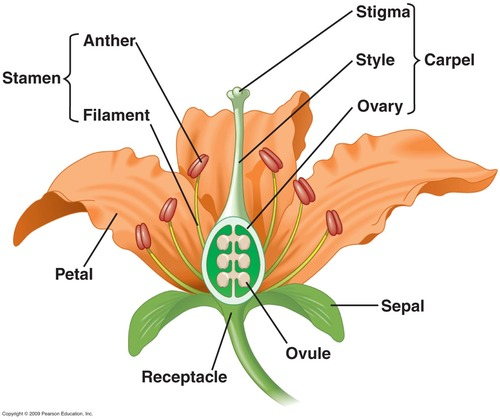 Stigma
Anther
Stamen
Style
Carpel
Filament
Ovary
Petal
Sepal
Ovule
Receptacle
Copyright © 2009 Pearson Education, Inc.